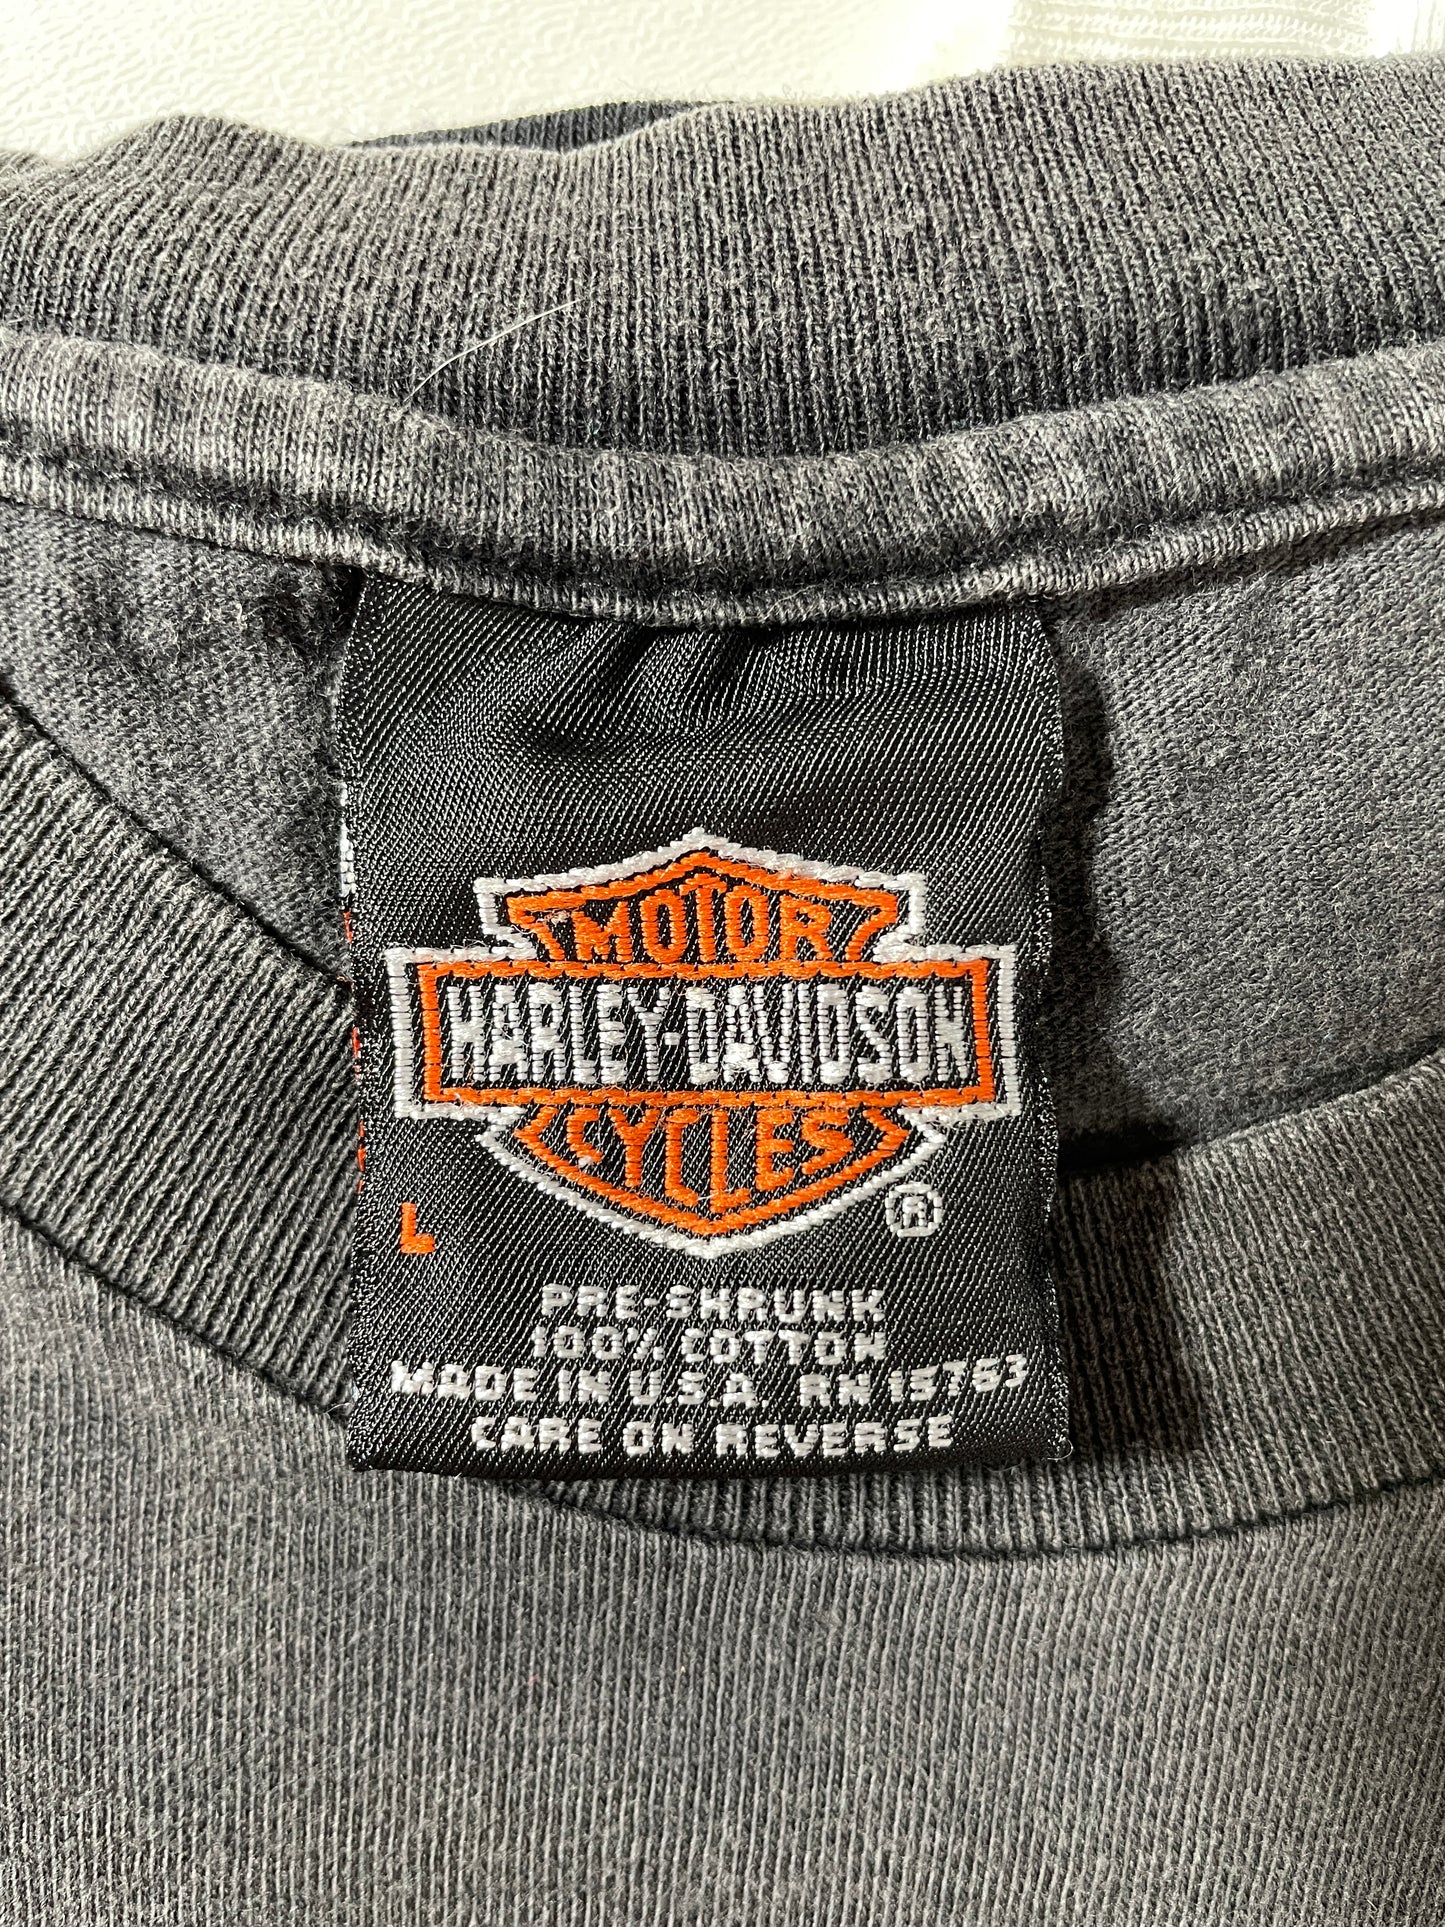 MOTOR
HARLEY-DAVIDSON
CYCLES
®
L
PRE-SHRUNK
100% COTTON
MADE IN U.S.A. RN 15763
CARE ON REVERSE